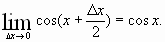 lim Δx→0 cos(x + Δx/2) = cos x.